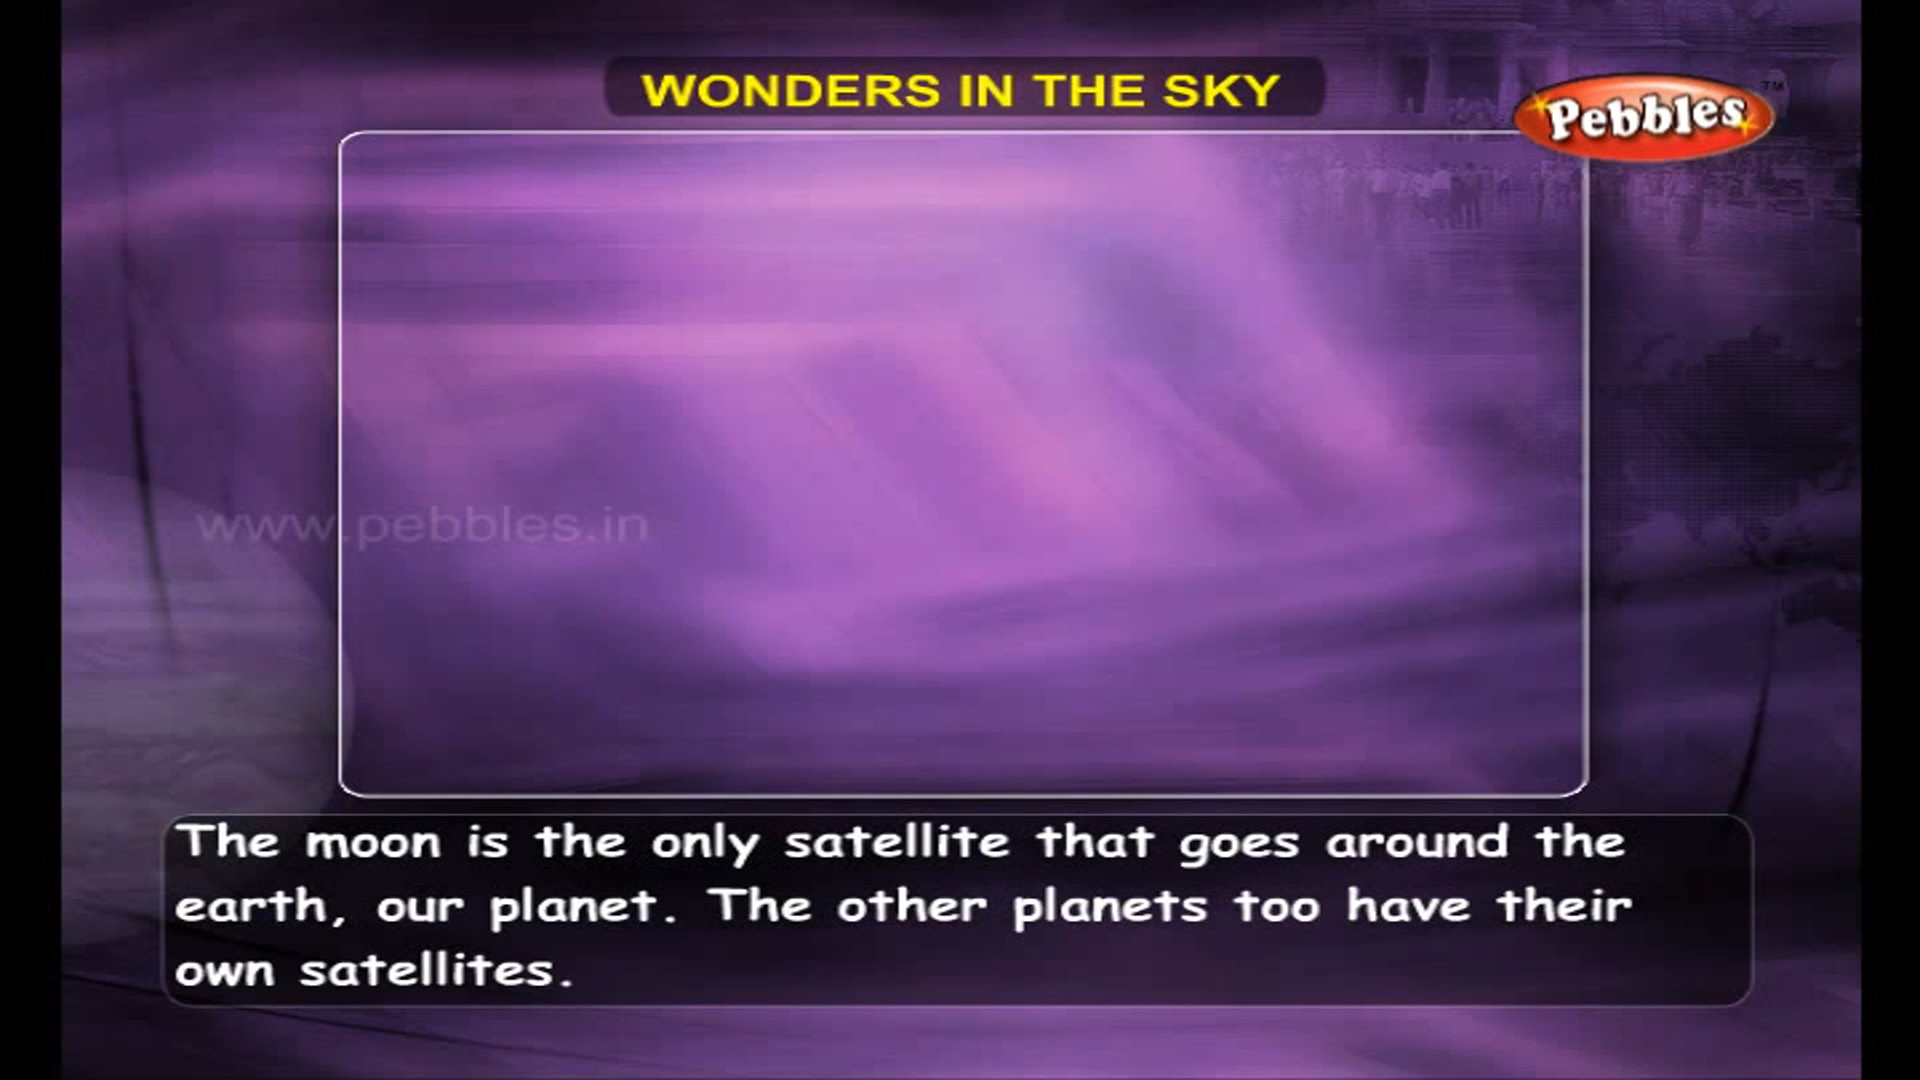 WONDERS IN THE SKY
Pebbles TM
www.pebbles.in
The moon is the only satellite that goes around the
earth, our planet. The other planets too have their
own satellites.